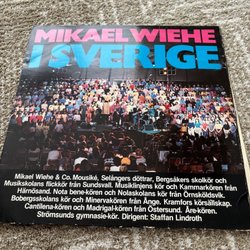 MIKAEL WIEHE
I SVERIGE
Mikael Wiehe & Co. Mousiké, Selångers döttrar, Bergsåkers skolkör och
Musikskolans flickkör från Sundsvall. Musiklinjens kör och Kammarkören från
Härnösand. Nota bene-kören och Nolaskolans kör från Örnsköldsvik.
Bobergsskolans kör och Minervakören från Ånge. Kramfors körsällskap.
Cantilena-kören och Madrigal-kören från Östersund. Åre-kören.
Strömsunds gymnasie-kör. Dirigent: Staffan Lindroth